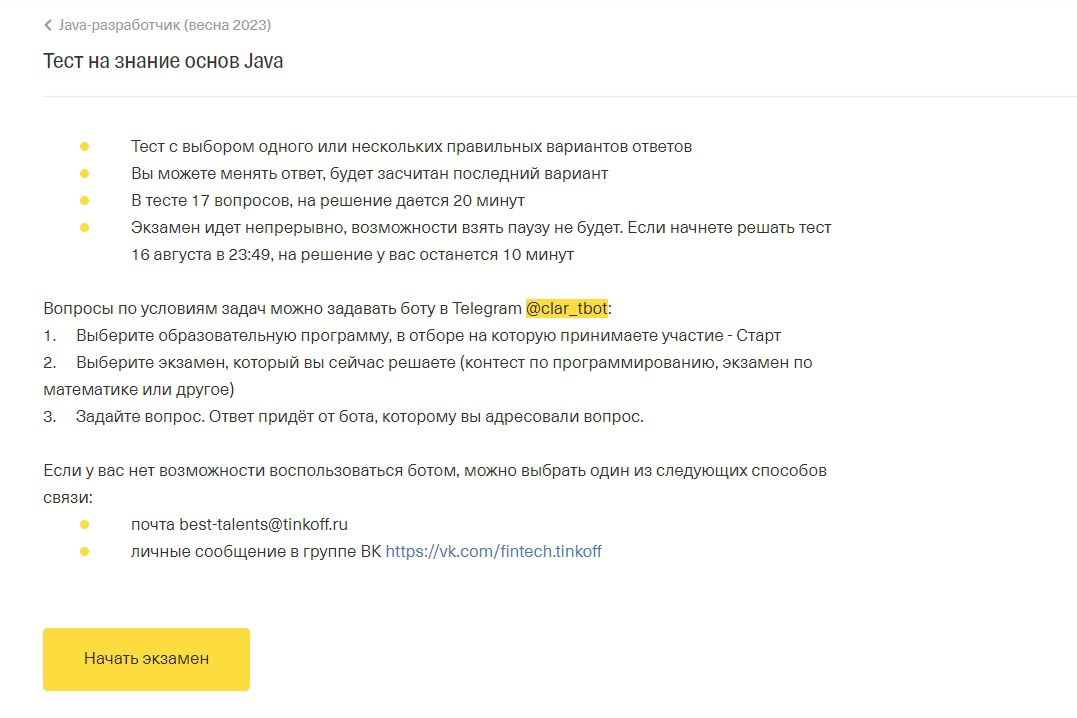 Java-разработчик (весна 2023)
Тест на знание основ Java
Тест с выбором одного или нескольких правильных вариантов ответов
Вы можете менять ответ, будет засчитан последний вариант
В тесте 17 вопросов, на решение дается 20 минут
Экзамен идет непрерывно, возможности взять паузу не будет. Если начнете решать тест
16 августа в 23:49, на решение у вас останется 10 минут
Вопросы по условиям задач можно задавать боту в Telegram @clar_tbot:
1. Выберите образовательную программу, в отборе на которую принимаете участие - Старт
2. Выберите экзамен, который вы сейчас решаете (контест по программированию, экзамен по
математике или другое)
3. Задайте вопрос. Ответ придёт от бота, которому вы адресовали вопрос.
Если у вас нет возможности воспользоваться ботом, можно выбрать один из следующих способов
связи:
почта best-talents@tinkoff.ru
личные сообщение в группе ВК https://vk.com/fintech.tinkoff
Начать экзамен